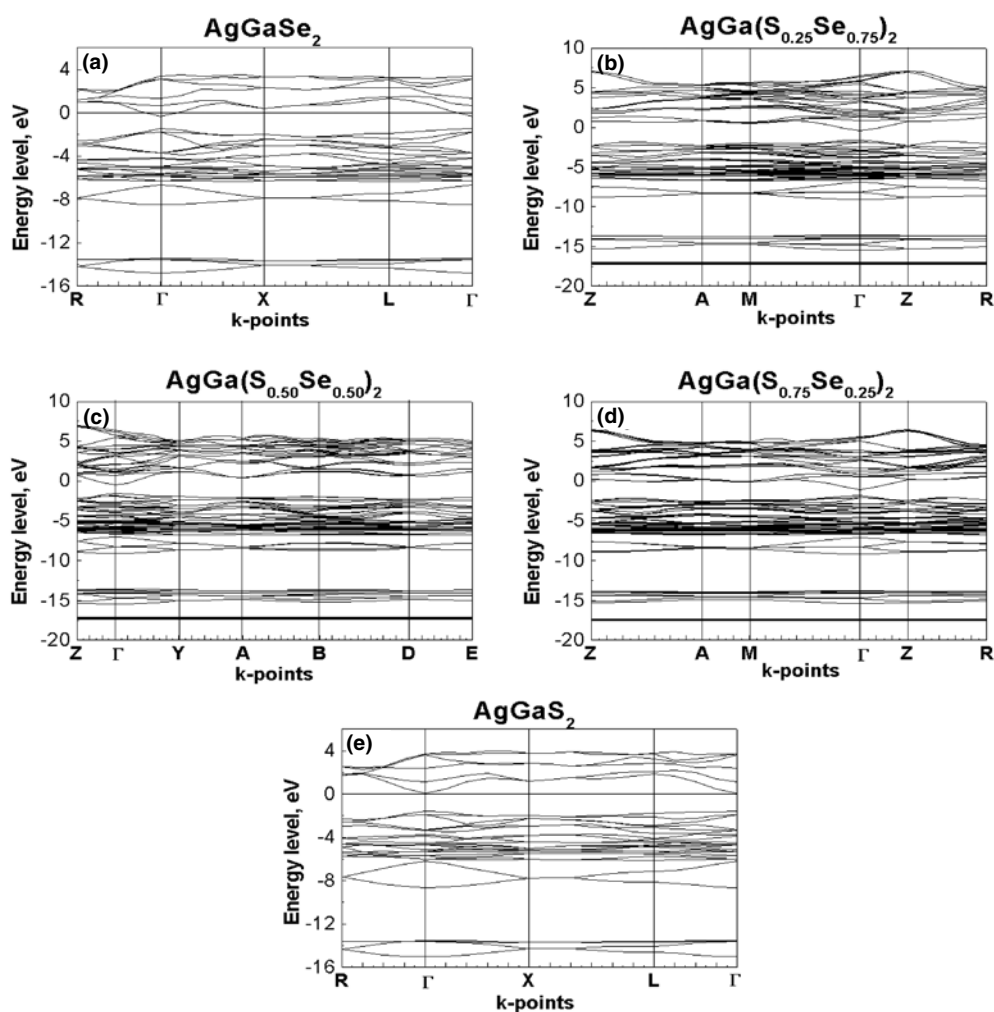 AgGaSe2
(a)
Energy level, eV
4
0
-4
-8
-12
-16
R Γ X L Γ
k-points
AgGa(S0.25Se0.75)2
(b)
Energy level, eV
10
5
0
-5
-10
-15
-20
Z A M Γ Z R
k-points
AgGa(S0.50Se0.50)2
(c)
Energy level, eV
10
5
0
-5
-10
-15
-20
Z Γ Y A B D E
k-points
AgGa(S0.75Se0.25)2
(d)
Energy level, eV
10
5
0
-5
-10
-15
-20
Z A M Γ Z R
k-points
AgGaS2
(e)
Energy level, eV
4
0
-4
-8
-12
-16
R Γ X L Γ
k-points